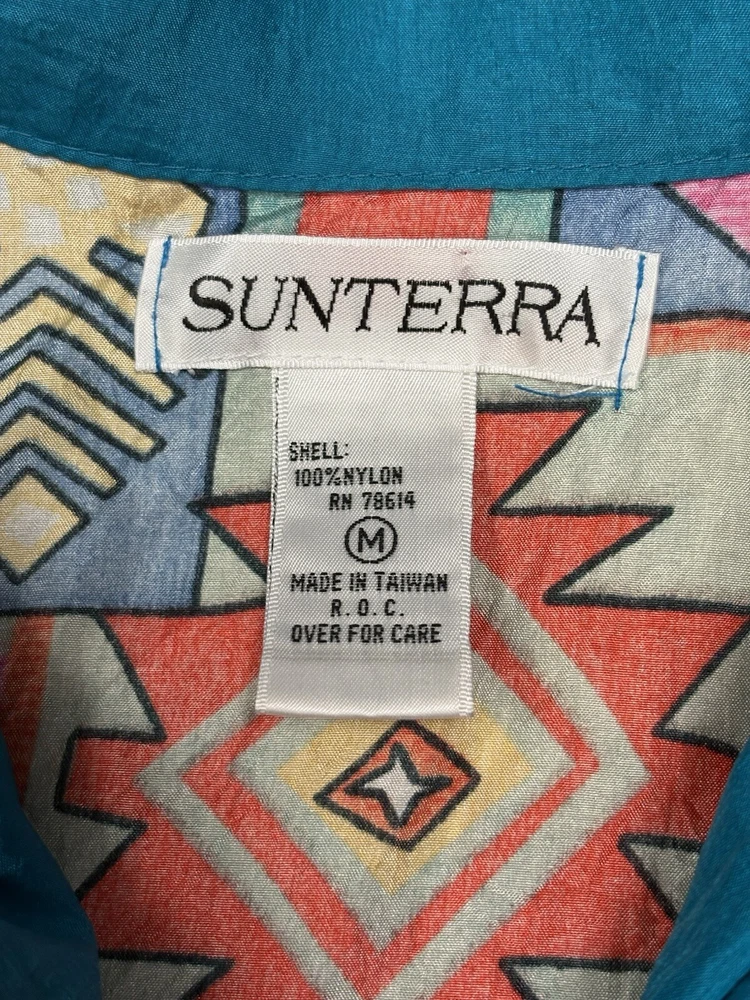 SUNTERRA
SHELL:
100%NYLON
RN 78614
M
MADE IN TAIWAN
R. O. C.
OVER FOR CARE